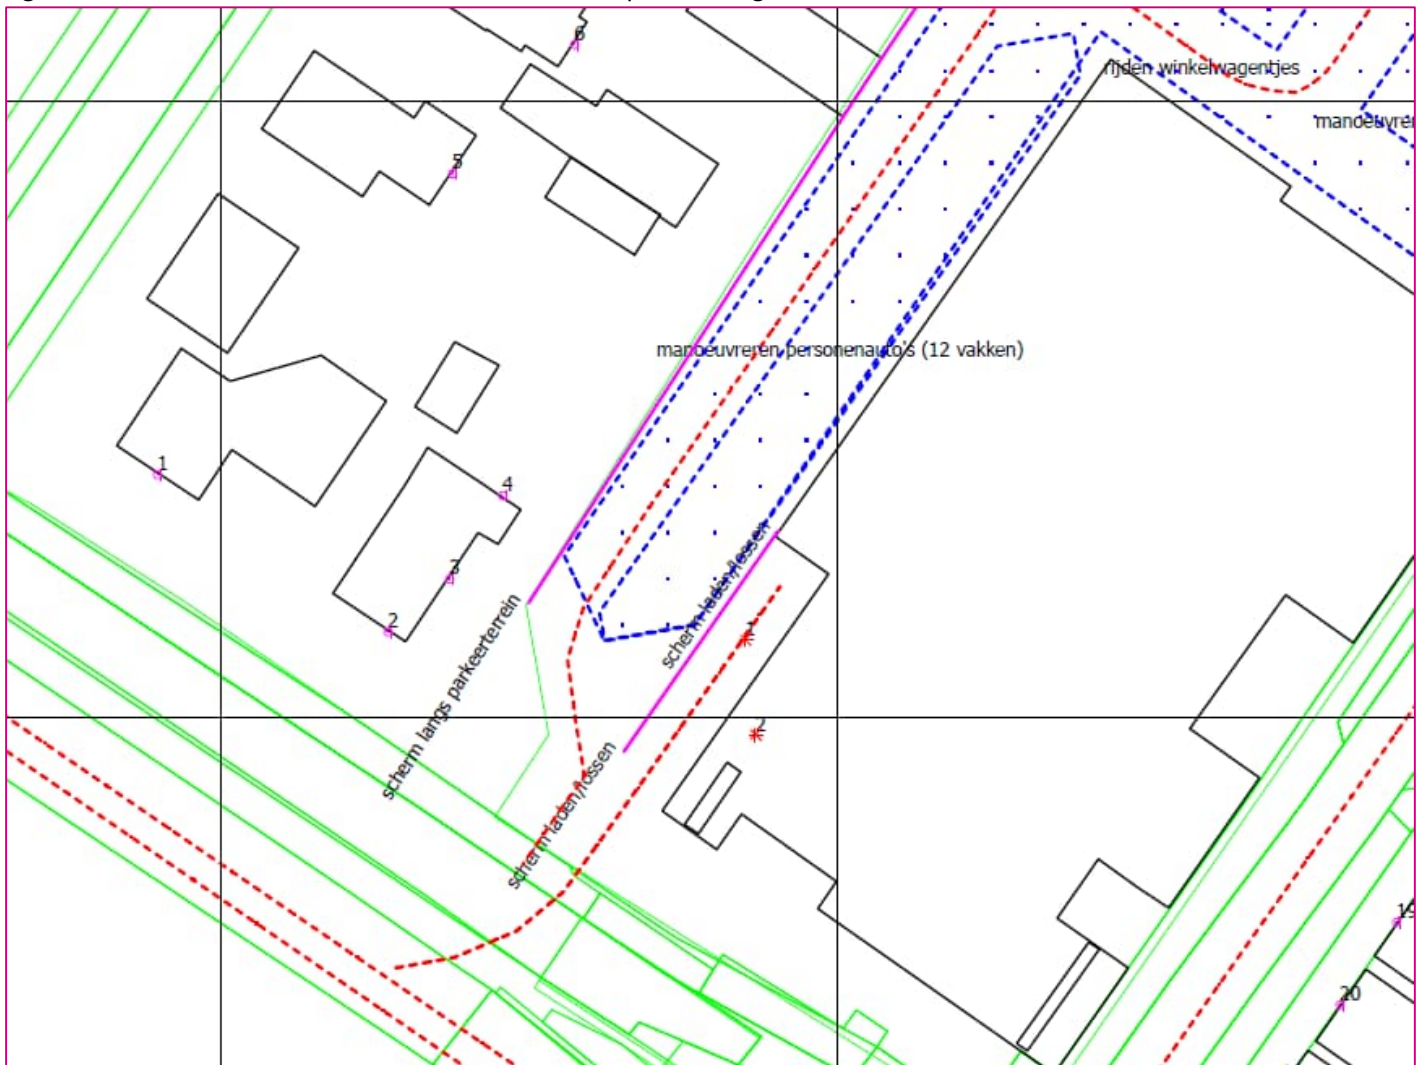 6
rijden winkelwagentjes
5
manoeuvrer
manoeuvreren personenauto's (12 vakken)
1
4
3
2
scherm laden/lossen
scherm langs parkeerterrein
1
2
scherm laden/lossen
19
20